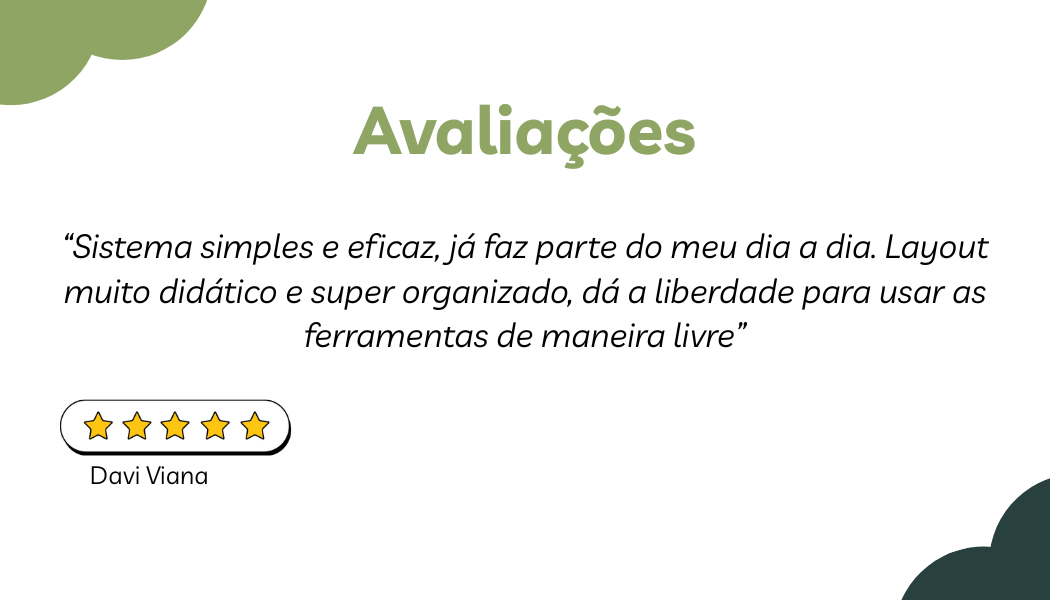 Avaliações
“Sistema simples e eficaz, já faz parte do meu dia a dia. Layout
muito didático e super organizado, dá a liberdade para usar as
ferramentas de maneira livre”
Davi Viana